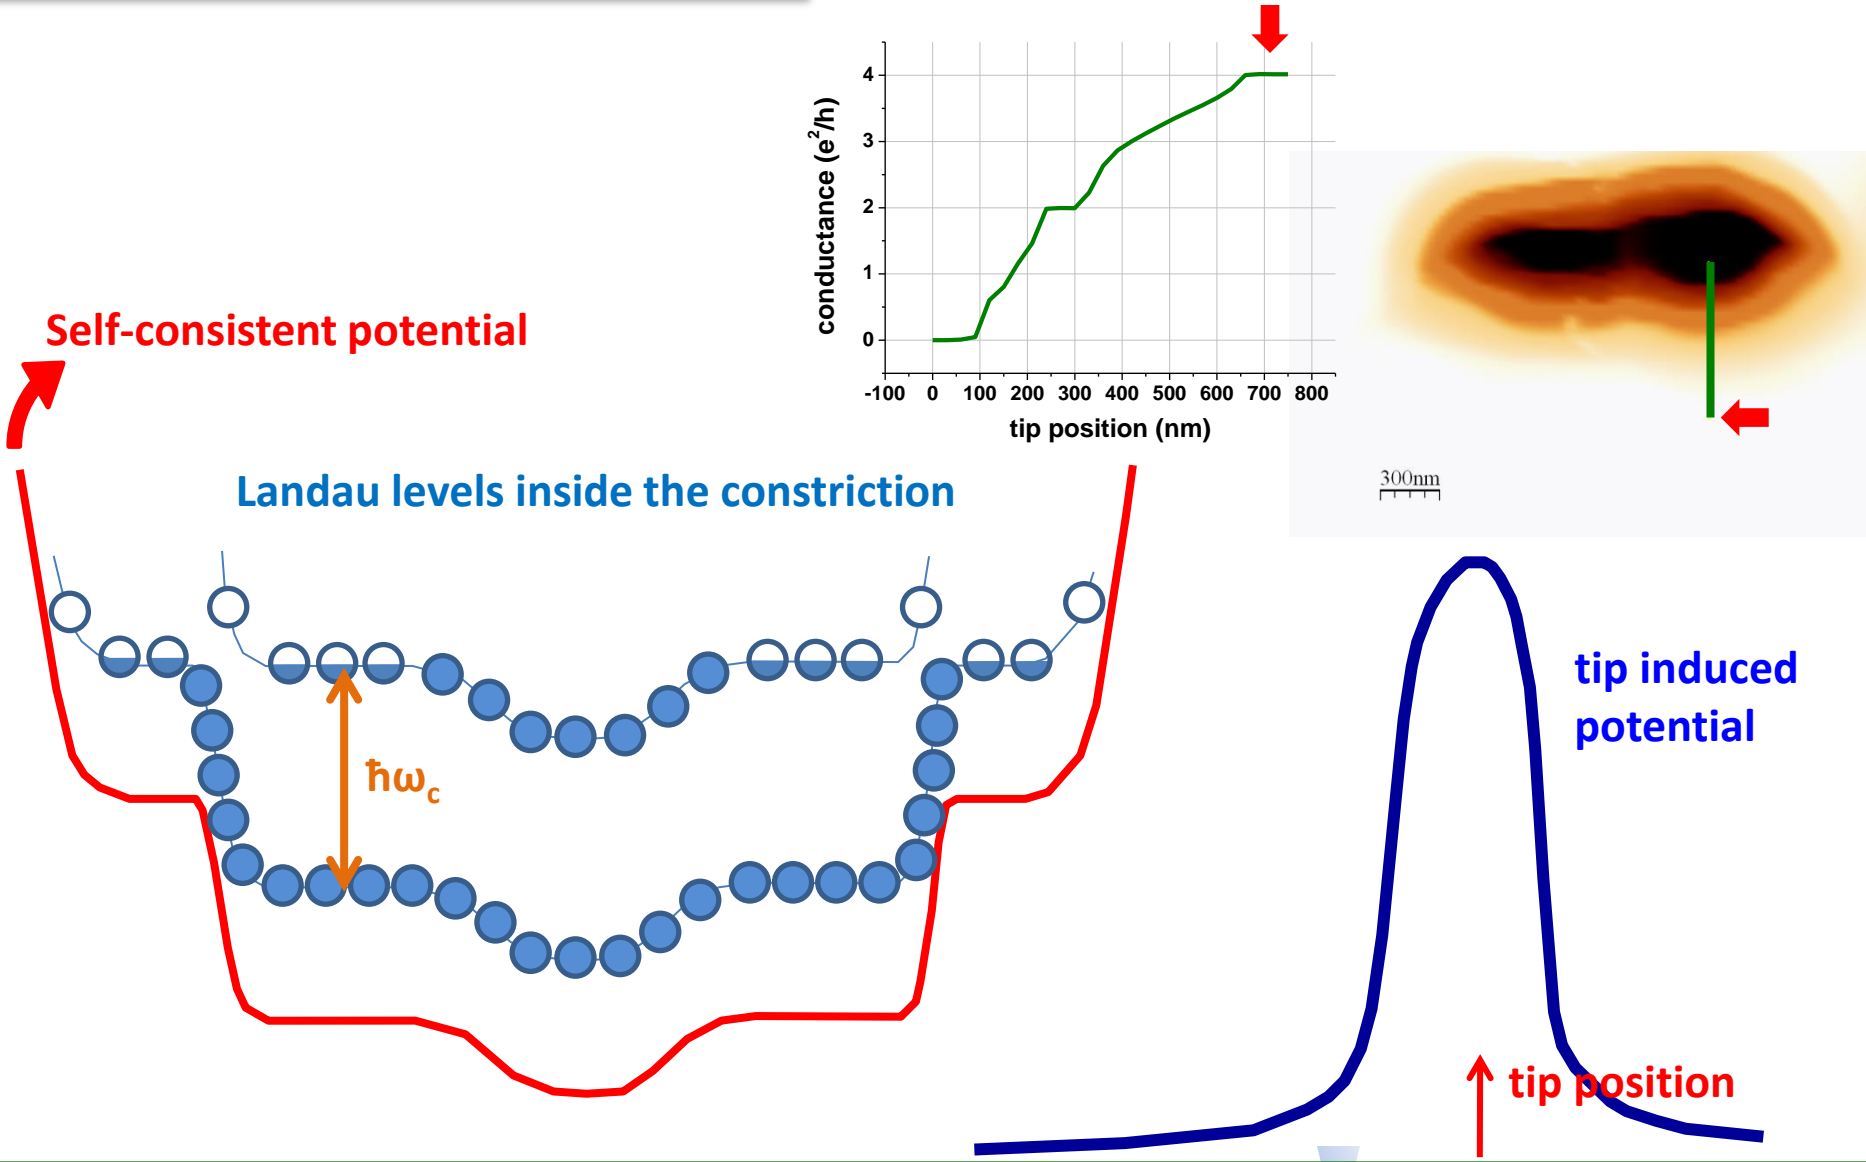 4
3
2
1
0
conductance (e²/h)
-100 0 100 200 300 400 500 600 700 800
tip position (nm)
300nm
Self-consistent potential
Landau levels inside the constriction
ħω_c
tip induced
potential
tip position